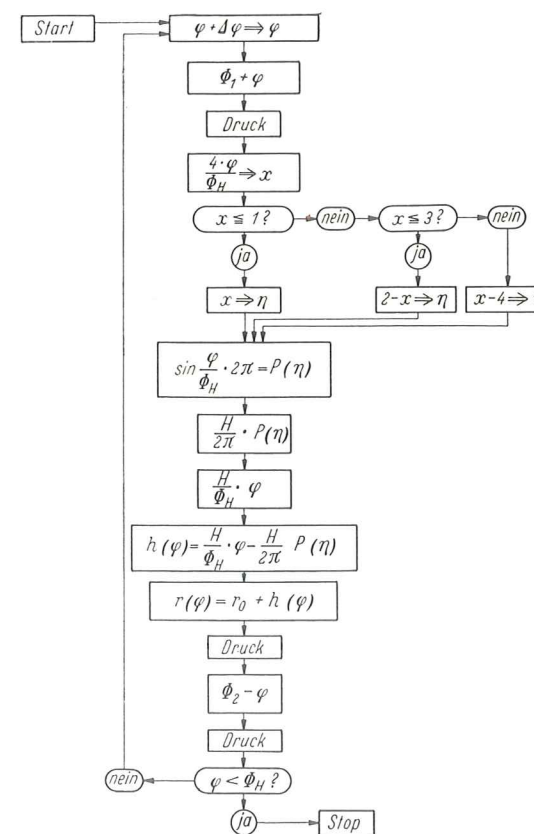 Start
φ + Δφ ⇒ φ
Φ₁ + φ
Druck
4·φ/Φ_H ⇒ x
x ≦ 1?
nein
x ≦ 3?
nein
ja
ja
x ⇒ η
2-x ⇒ η
x-4 ⇒
sin φ/Φ_H · 2π = P(η)
H/2π · P(η)
H/Φ_H · φ
h(φ) = H/Φ_H · φ - H/2π P(η)
r(φ) = r₀ + h(φ)
Druck
Φ₂ - φ
Druck
nein
φ < Φ_H?
ja
Stop